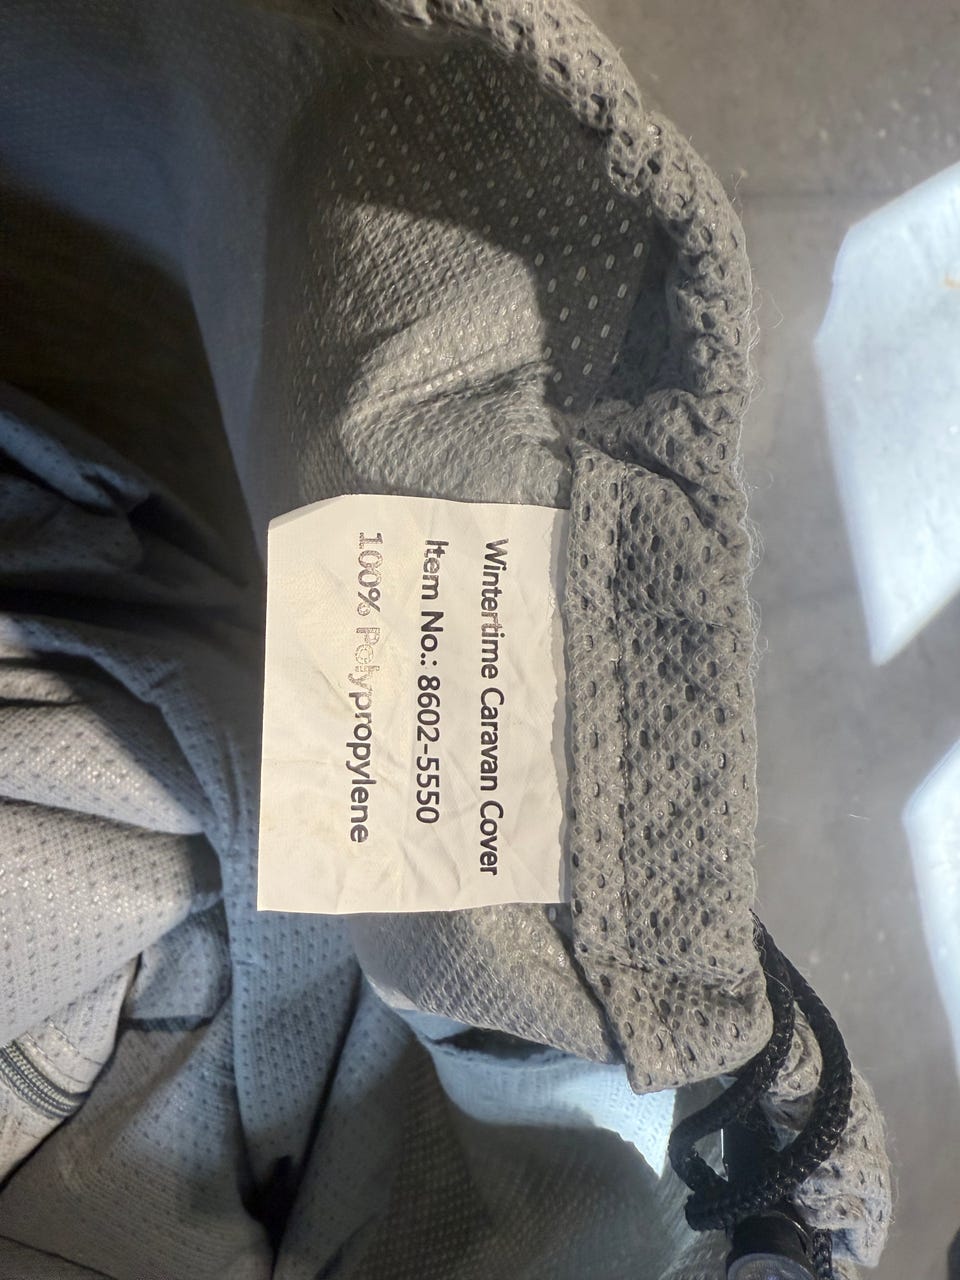 Wintertime Caravan Cover
Item No.: 8602-5550
100% Polypropylene